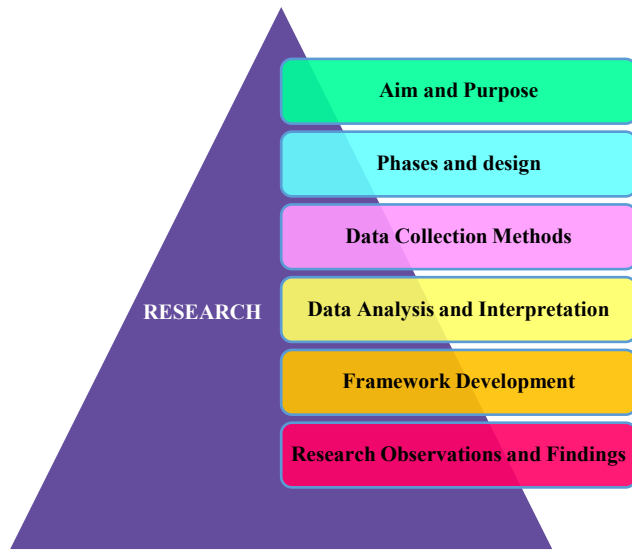 Aim and Purpose
Phases and design
Data Collection Methods
RESEARCH
Data Analysis and Interpretation
Framework Development
Research Observations and Findings